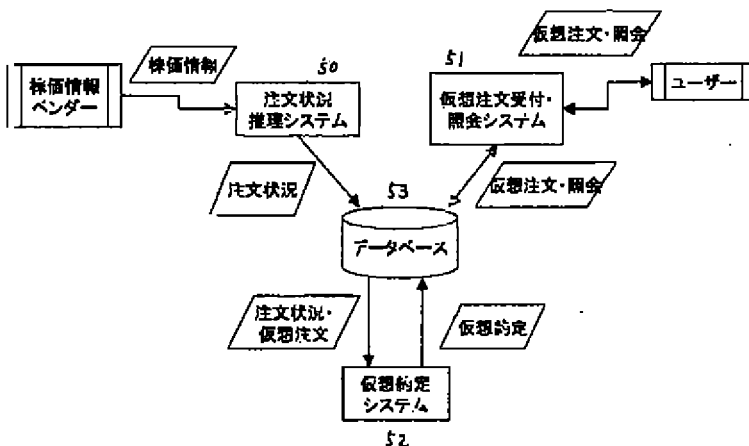 仮想注文・照会
株価情報
50
51
株価情報
ベンダー
注文状況
推理システム
仮想注文受付・
照会システム
ユーザー
注文状況
53
仮想注文・照会
データベース
注文状況・
仮想注文
仮想約定
仮想約定
システム
52